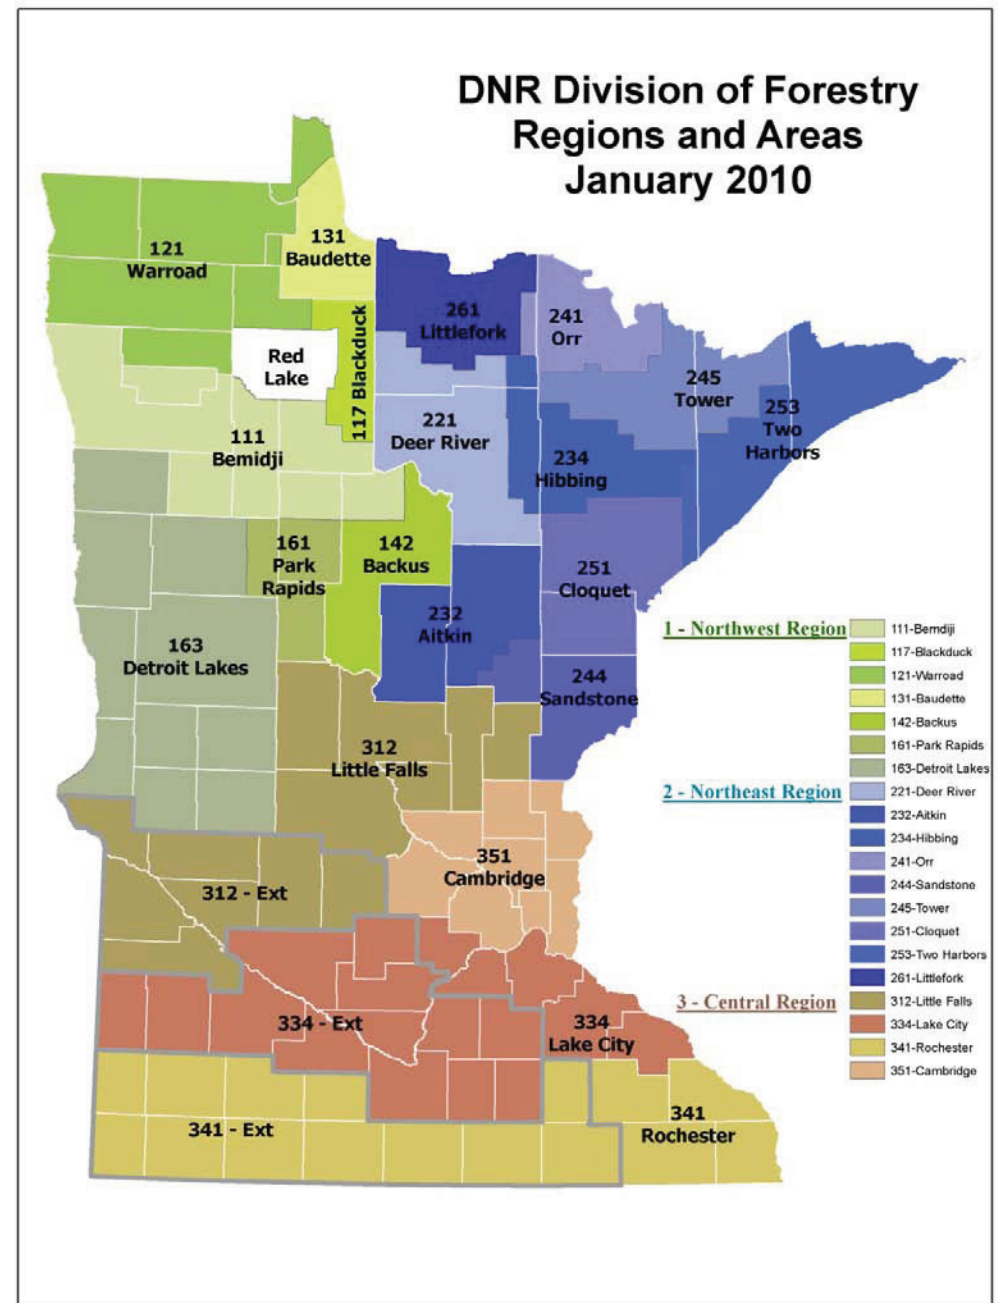 DNR Division of Forestry
Regions and Areas
January 2010
121
Warroad
131
Baudette
261
Littlefork
241
Orr
Red
Lake
117 Blackduck
245
Tower
253
Two
Harbors
111
Bemidji
221
Deer River
234
Hibbing
161
Park
Rapids
142
Backus
251
Cloquet
232
Aitkin
163
Detroit Lakes
244
Sandstone
312
Little Falls
351
Cambridge
312 - Ext
334 - Ext
334
Lake City
341 - Ext
341
Rochester
1 - Northwest Region
111-Bemdiji
117-Blackduck
121-Warroad
131-Baudette
142-Backus
161-Park Rapids
163-Detroit Lakes
2 - Northeast Region
221-Deer River
232-Aitkin
234-Hibbing
241-Orr
244-Sandstone
245-Tower
251-Cloquet
253-Two Harbors
261-Littlefork
3 - Central Region
312-Little Falls
334-Lake City
341-Rochester
351-Cambridge